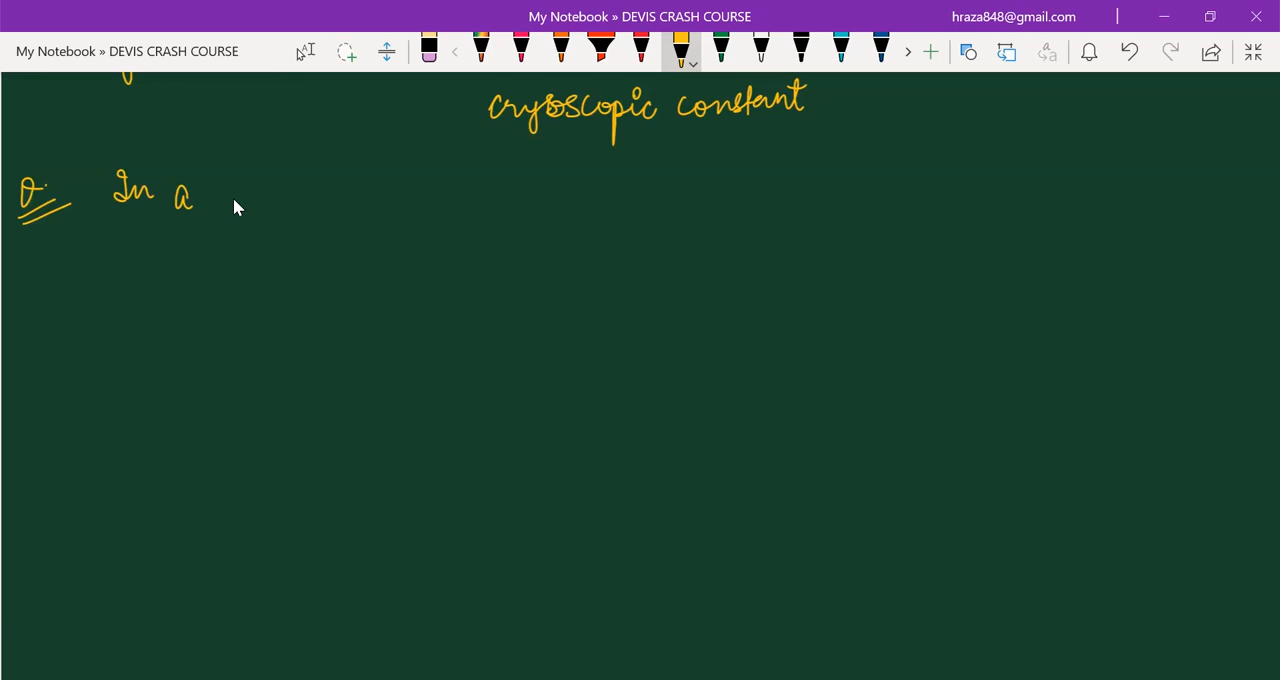 My Notebook » DEVIS CRASH COURSE
hraza848@gmail.com
My Notebook » DEVIS CRASH COURSE
cryoscopic constant
Q. In a